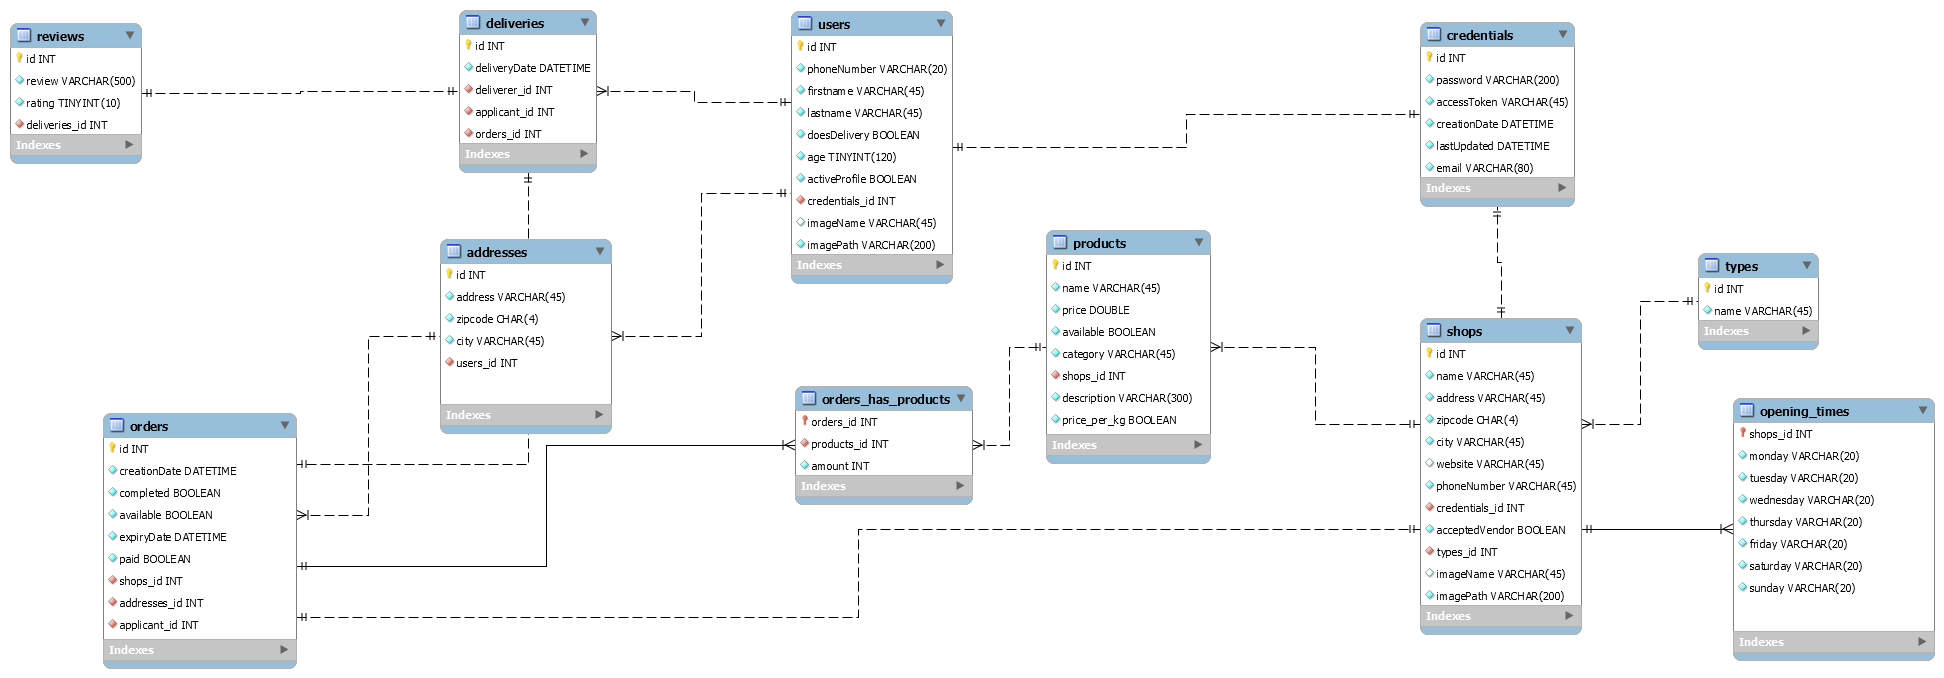 reviews
id INT
review VARCHAR(500)
rating TINYINT(10)
deliveries_id INT
Indexes
deliveries
id INT
deliveryDate DATETIME
deliverer_id INT
applicant_id INT
orders_id INT
Indexes
users
id INT
phoneNumber VARCHAR(20)
firstname VARCHAR(45)
lastname VARCHAR(45)
doesDelivery BOOLEAN
age TINYINT(120)
activeProfile BOOLEAN
credentials_id INT
imageName VARCHAR(45)
imagePath VARCHAR(200)
Indexes
credentials
id INT
password VARCHAR(200)
accessToken VARCHAR(45)
creationDate DATETIME
lastUpdated DATETIME
email VARCHAR(80)
Indexes
addresses
id INT
address VARCHAR(45)
zipcode CHAR(4)
city VARCHAR(45)
users_id INT
Indexes
products
id INT
name VARCHAR(45)
price DOUBLE
available BOOLEAN
category VARCHAR(45)
shops_id INT
description VARCHAR(300)
price_per_kg BOOLEAN
Indexes
types
id INT
name VARCHAR(45)
Indexes
shops
id INT
name VARCHAR(45)
address VARCHAR(45)
zipcode CHAR(4)
city VARCHAR(45)
website VARCHAR(45)
phoneNumber VARCHAR(45)
credentials_id INT
acceptedVendor BOOLEAN
types_id INT
imageName VARCHAR(45)
imagePath VARCHAR(200)
Indexes
orders
id INT
creationDate DATETIME
completed BOOLEAN
available BOOLEAN
expiryDate DATETIME
paid BOOLEAN
shops_id INT
addresses_id INT
applicant_id INT
Indexes
orders_has_products
orders_id INT
products_id INT
amount INT
Indexes
opening_times
shops_id INT
monday VARCHAR(20)
tuesday VARCHAR(20)
wednesday VARCHAR(20)
thursday VARCHAR(20)
friday VARCHAR(20)
saturday VARCHAR(20)
sunday VARCHAR(20)
Indexes